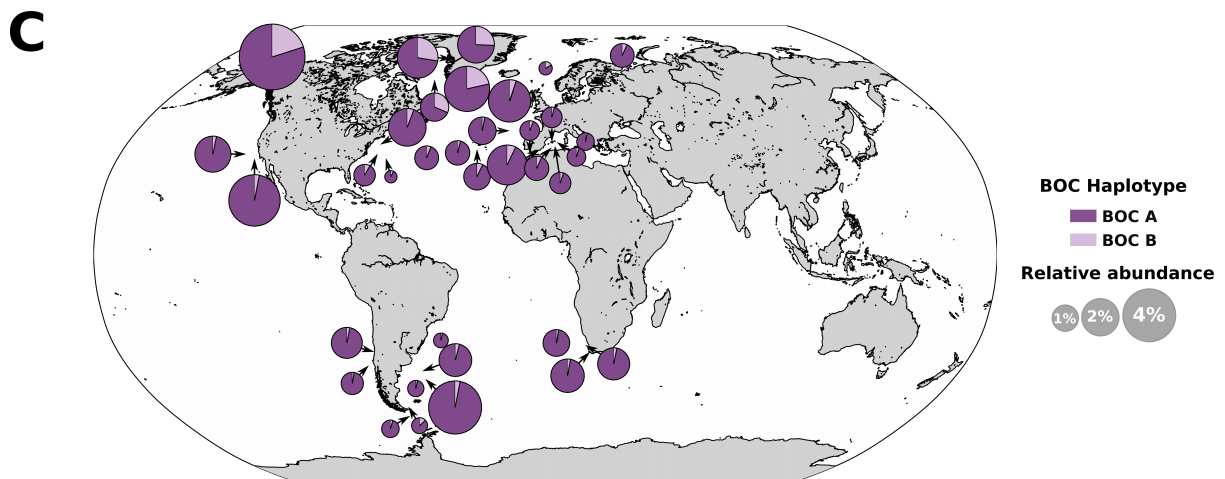 C
BOC Haplotype
BOC A
BOC B
Relative abundance
1% 2% 4%